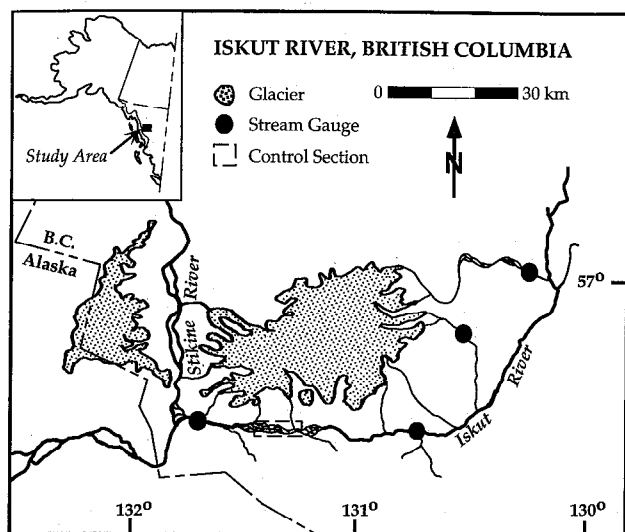 ISKUT RIVER, BRITISH COLUMBIA
Glacier
0 30 km
Stream Gauge
Control Section
N
Study Area
B.C.
Alaska
Stikine River
57°
Iskut River
132° 131° 130°